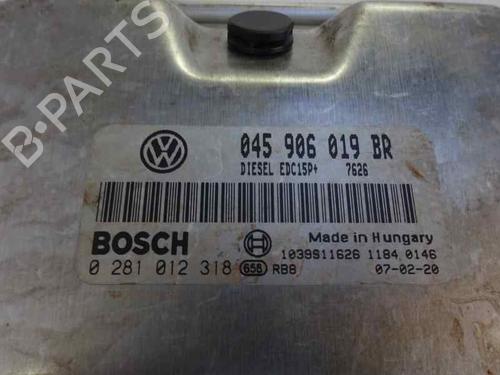 045 906 019 BR
DIESEL EDC15P+ 7626
BOSCH
Made in Hungary
1039S11626 1184 0146
0 281 012 318 656 RB8 07-02-20
B-PARTS